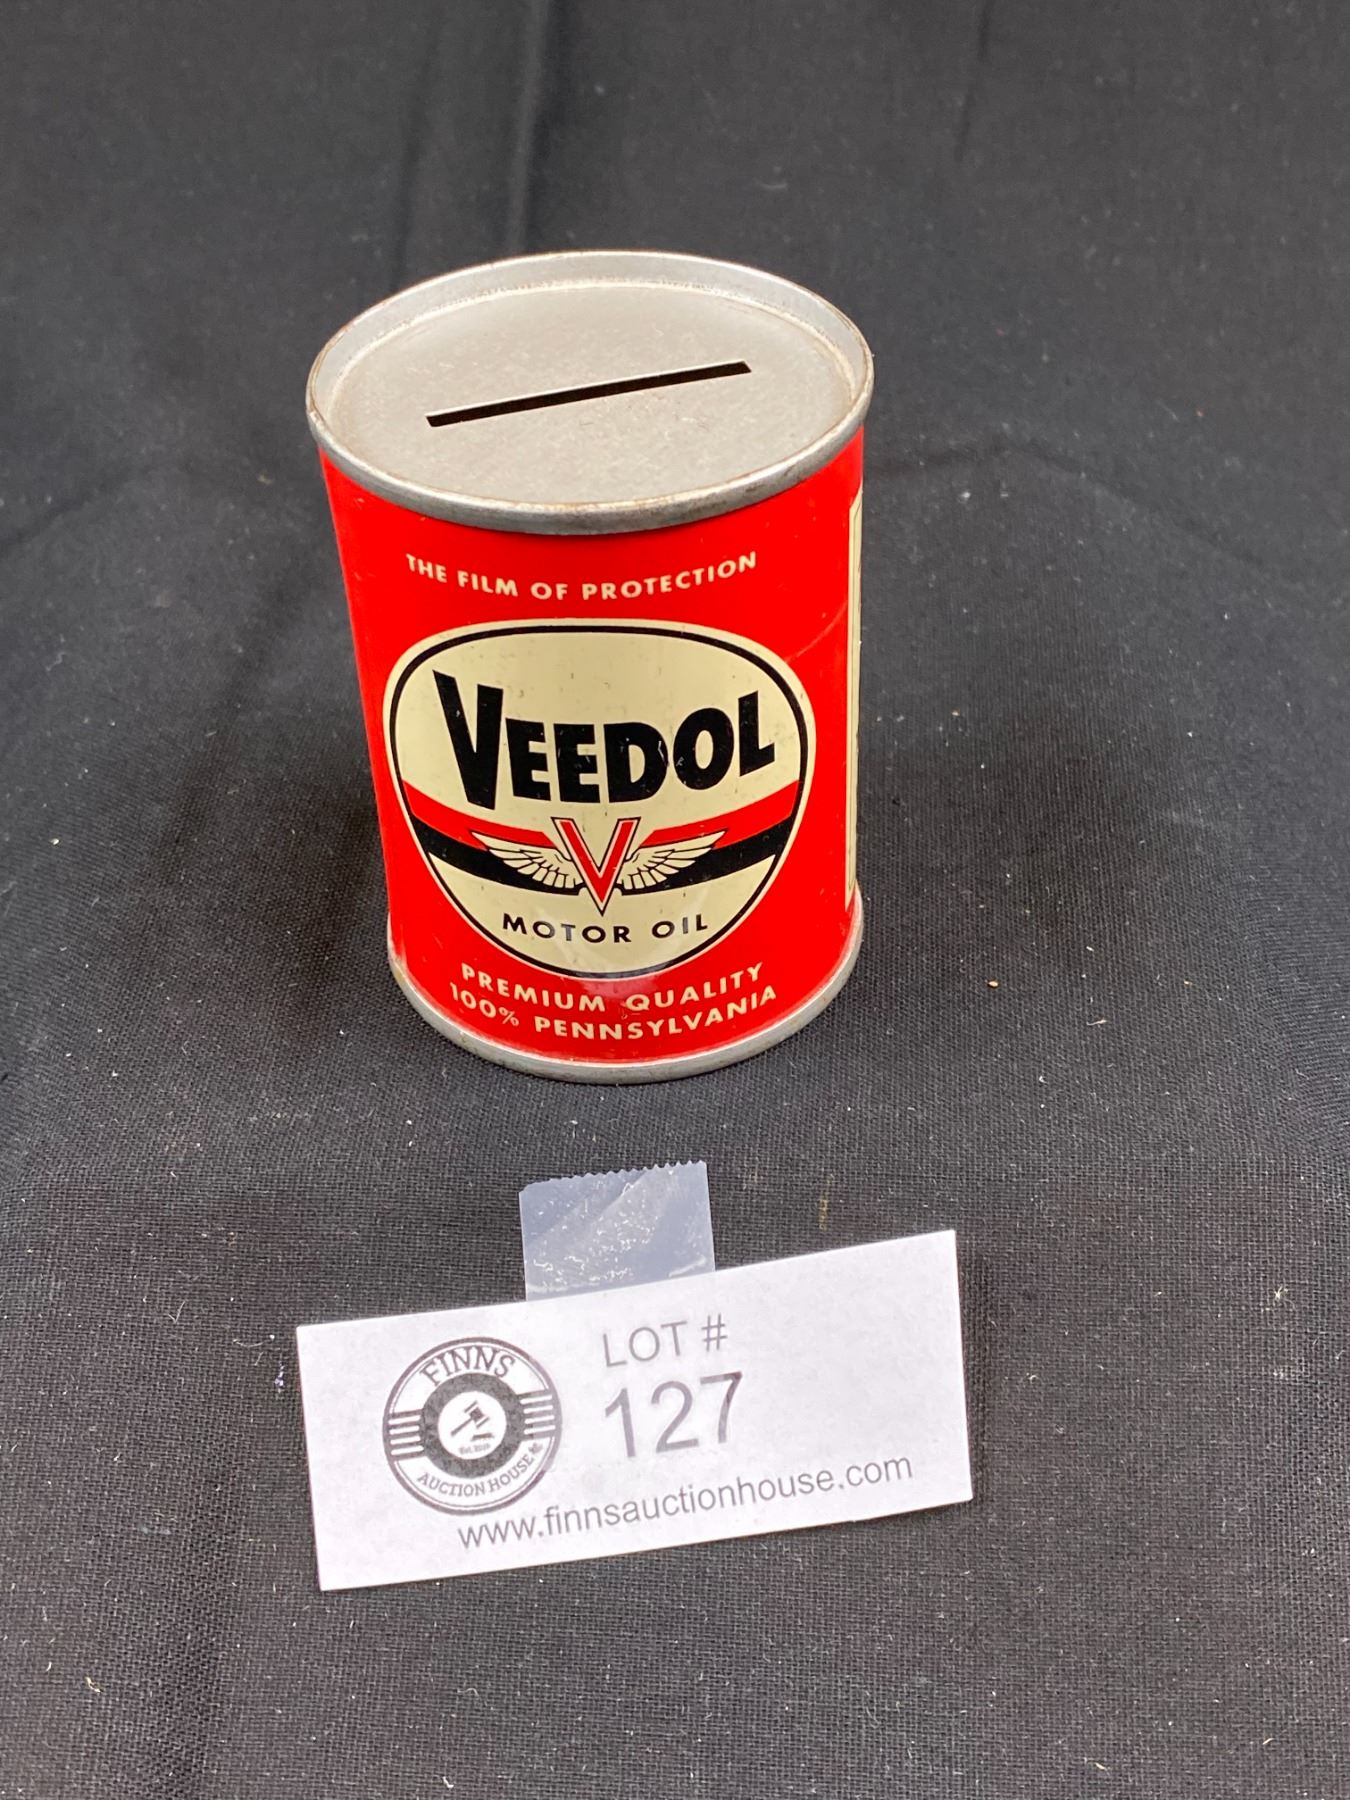 THE FILM OF PROTECTION
VEEDOL
V
MOTOR OIL
PREMIUM QUALITY
100% PENNSYLVANIA
FINNS
AUCTION HOUSE
LOT #
127
www.finnsauctionhouse.com